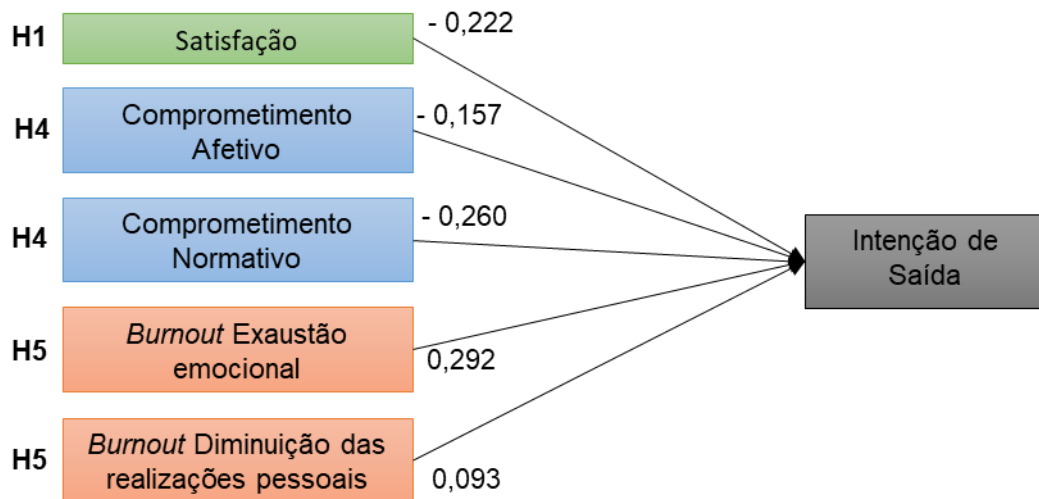 H1
Satisfação
- 0,222
H4
Comprometimento
Afetivo
- 0,157
H4
Comprometimento
Normativo
- 0,260
Intenção de
Saída
H5
Burnout Exaustão
emocional
0,292
H5
Burnout Diminuição das
realizações pessoais
0,093